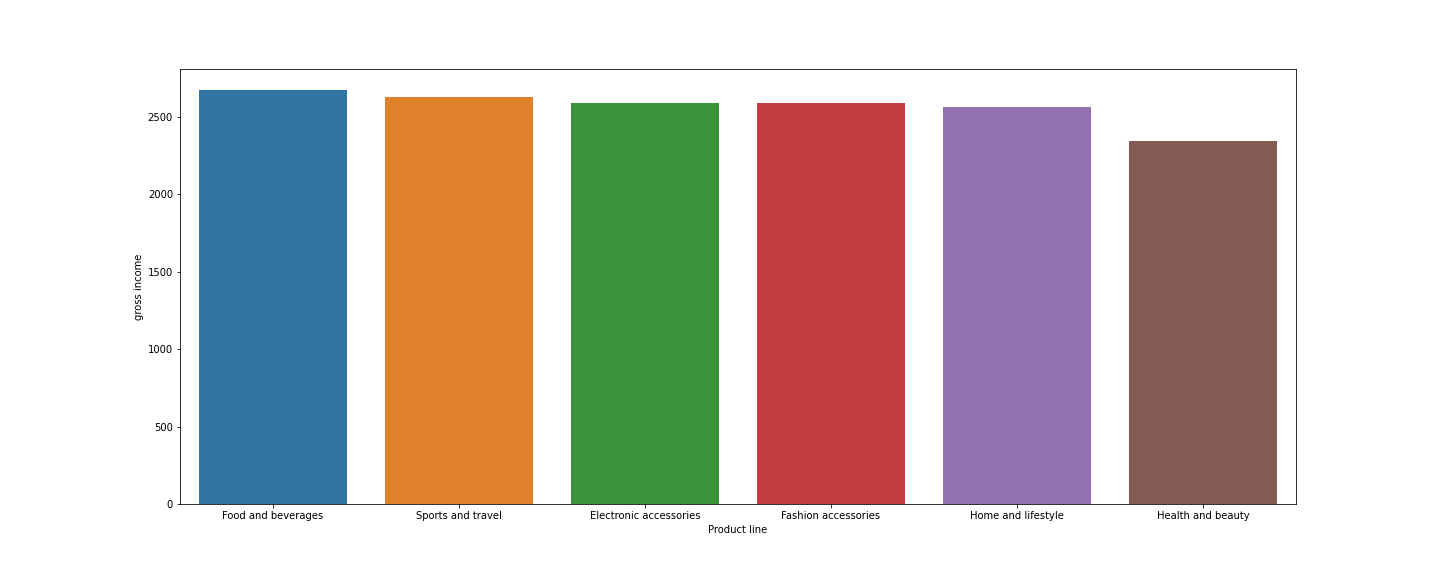 2500
2000
1500
1000
500
0
gross income
Food and beverages
Sports and travel
Electronic accessories
Fashion accessories
Home and lifestyle
Health and beauty
Product line